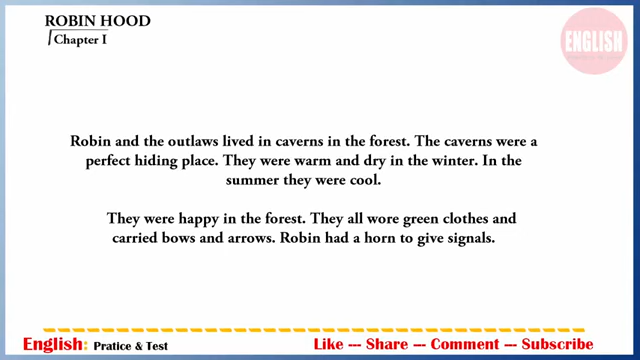 ROBIN HOOD
Chapter I
ENGLISH
Robin and the outlaws lived in caverns in the forest. The caverns were a
perfect hiding place. They were warm and dry in the winter. In the
summer they were cool.
They were happy in the forest. They all wore green clothes and
carried bows and arrows. Robin had a horn to give signals.
English: Pratice & Test
Like --- Share --- Comment --- Subscribe